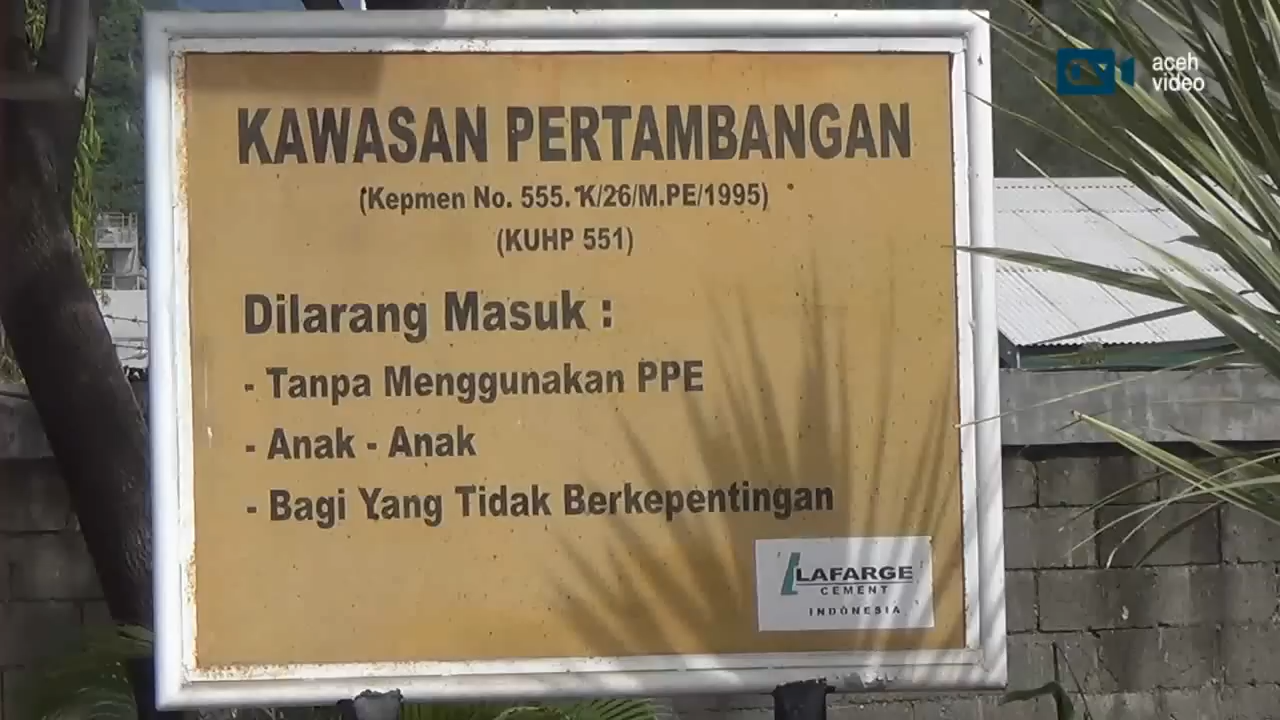 aceh
video
KAWASAN PERTAMBANGAN
(Kepmen No. 555. K/26/M.PE/1995)
(KUHP 551)
Dilarang Masuk :
- Tanpa Menggunakan PPE
- Anak - Anak
- Bagi Yang Tidak Berkepentingan
LAFARGE
CEMENT
INDONESIA